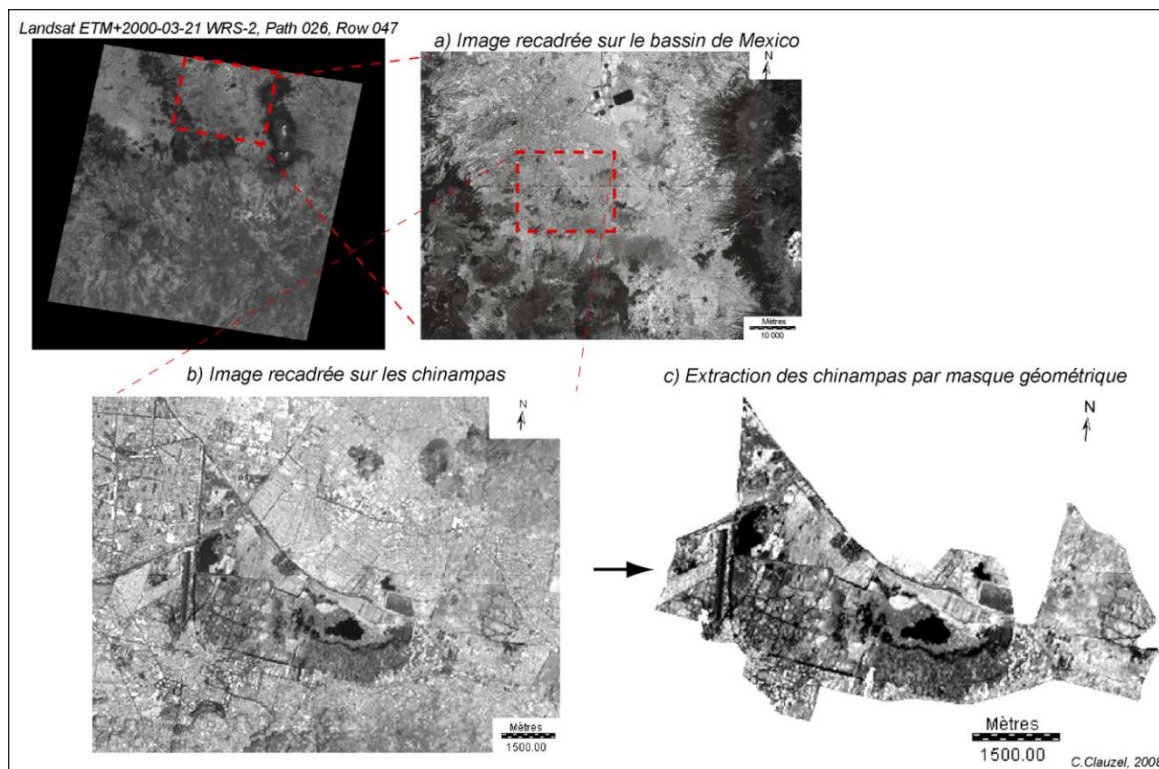 Landsat ETM+2000-03-21 WRS-2, Path 026, Row 047
a) Image recadrée sur le bassin de Mexico
N
Mètres
10 000
b) Image recadrée sur les chinampas
N
Mètres
1500.00
c) Extraction des chinampas par masque géométrique
N
Mètres
1500.00
C.Clauzel, 2008